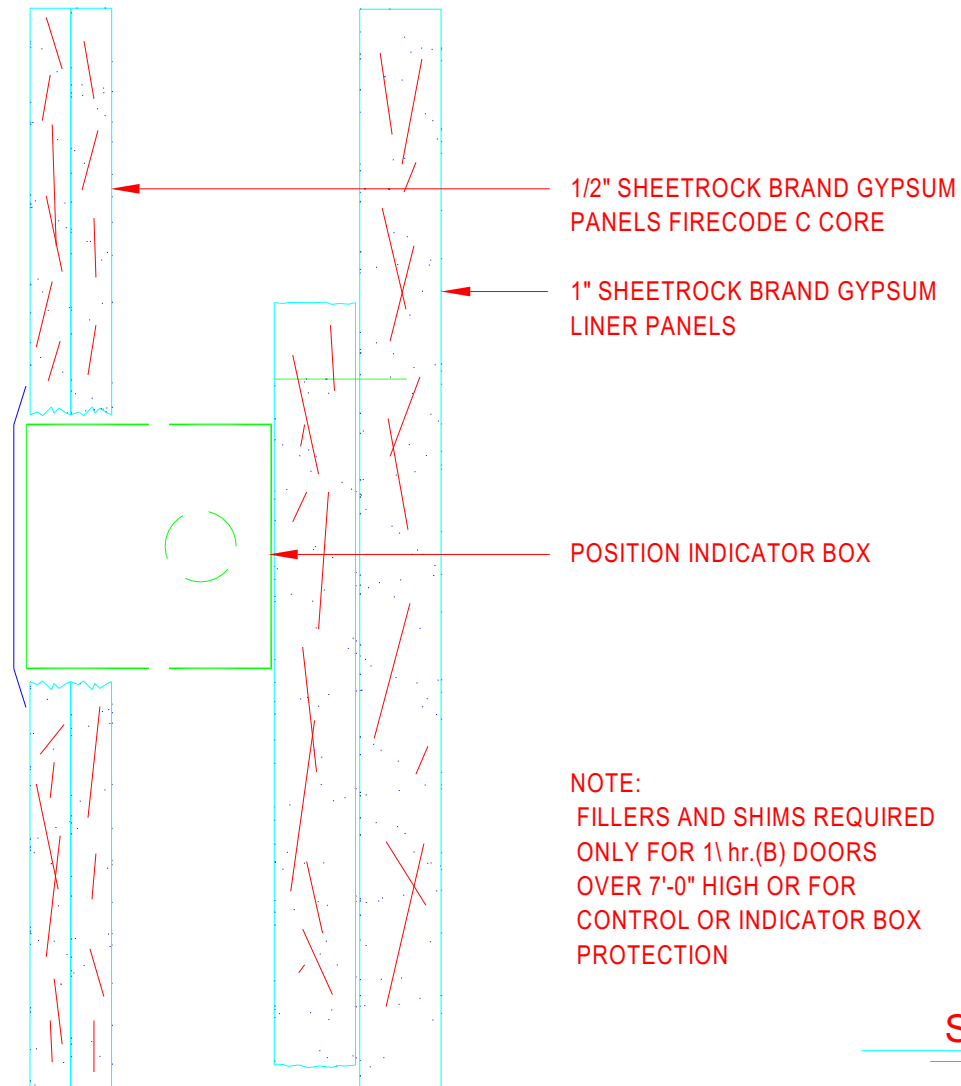 1/2" SHEETROCK BRAND GYPSUM
PANELS FIRECODE C CORE
1" SHEETROCK BRAND GYPSUM
LINER PANELS
POSITION INDICATOR BOX
NOTE:
FILLERS AND SHIMS REQUIRED
ONLY FOR 1\ hr.(B) DOORS
OVER 7'-0" HIGH OR FOR
CONTROL OR INDICATOR BOX
PROTECTION